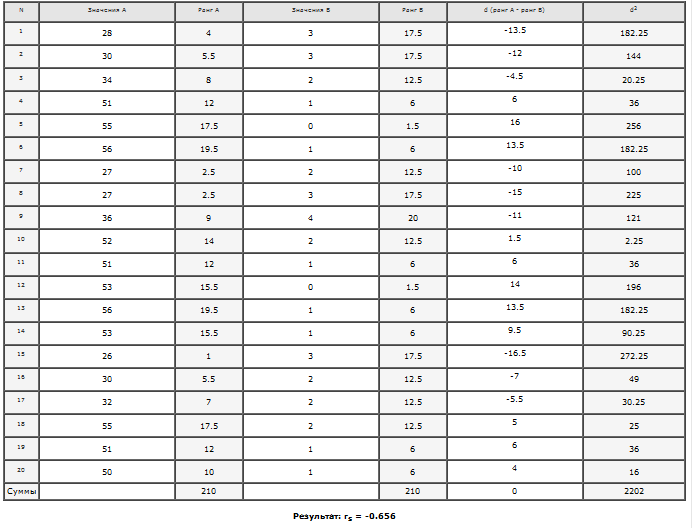 N Значения A Ранг A Значения B Ранг B d (ранг A - ранг B) d2
1 28 4 3 17.5 -13.5 182.25
2 30 5.5 3 17.5 -12 144
3 34 8 2 12.5 -4.5 20.25
4 51 12 1 6 6 36
5 55 17.5 0 1.5 16 256
6 56 19.5 1 6 13.5 182.25
7 27 2.5 2 12.5 -10 100
8 27 2.5 3 17.5 -15 225
9 36 9 4 20 -11 121
10 52 14 2 12.5 1.5 2.25
11 51 12 1 6 6 36
12 53 15.5 0 1.5 14 196
13 56 19.5 1 6 13.5 182.25
14 53 15.5 1 6 9.5 90.25
15 26 1 3 17.5 -16.5 272.25
16 30 5.5 2 12.5 -7 49
17 32 7 2 12.5 -5.5 30.25
18 55 17.5 2 12.5 5 25
19 51 12 1 6 6 36
20 50 10 1 6 4 16
Суммы 210 210 0 2202
Результат: rs = -0.656